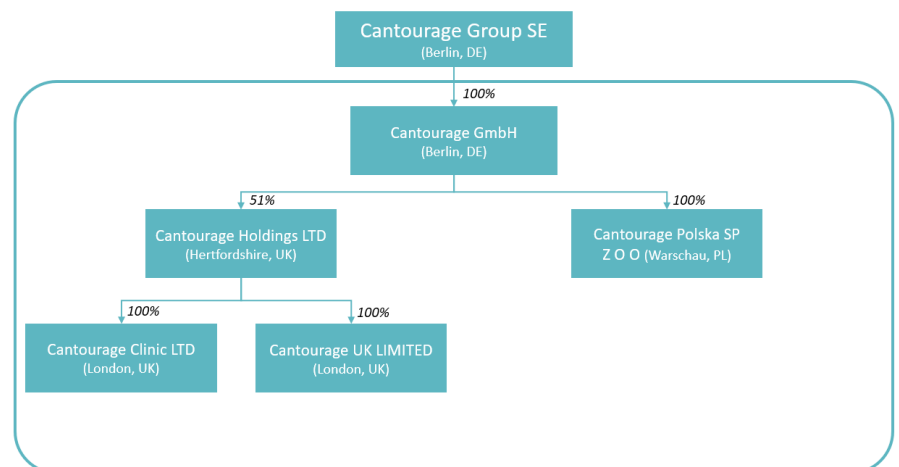 Cantourage Group SE
(Berlin, DE)
100%
Cantourage GmbH
(Berlin, DE)
51%
100%
Cantourage Holdings LTD
(Hertfordshire, UK)
Cantourage Polska SP
Z O O (Warschau, PL)
100%
100%
Cantourage Clinic LTD
(London, UK)
Cantourage UK LIMITED
(London, UK)